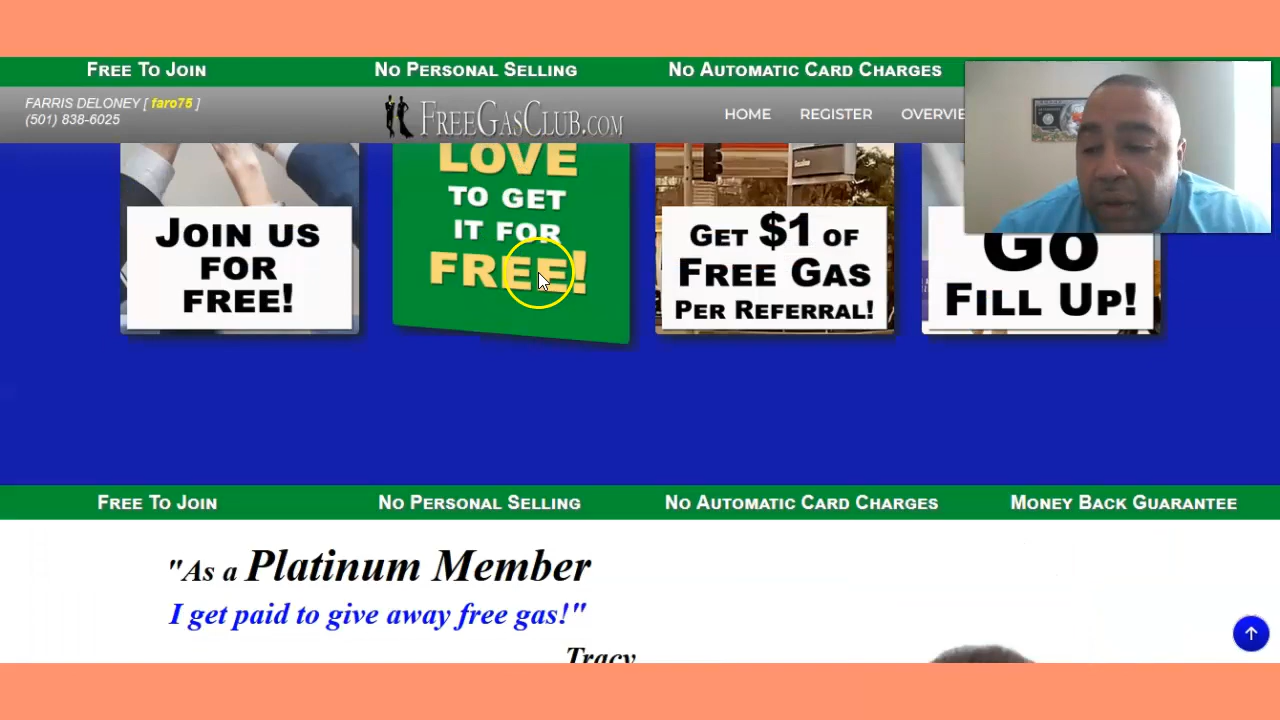 Free To Join
No Personal Selling
No Automatic Card Charges
FARRIS DELONEY [ faro75 ]
(501) 838-6025
FreeGasClub.com
HOME
REGISTER
OVERVIE
Join us
for
free!
LOVE
to get
it for
FREE!
Get $1 of
Free Gas
Per Referral!
Go
Fill Up!
Free To Join
No Personal Selling
No Automatic Card Charges
Money Back Guarantee
"As a Platinum Member
I get paid to give away free gas!"
Tracy